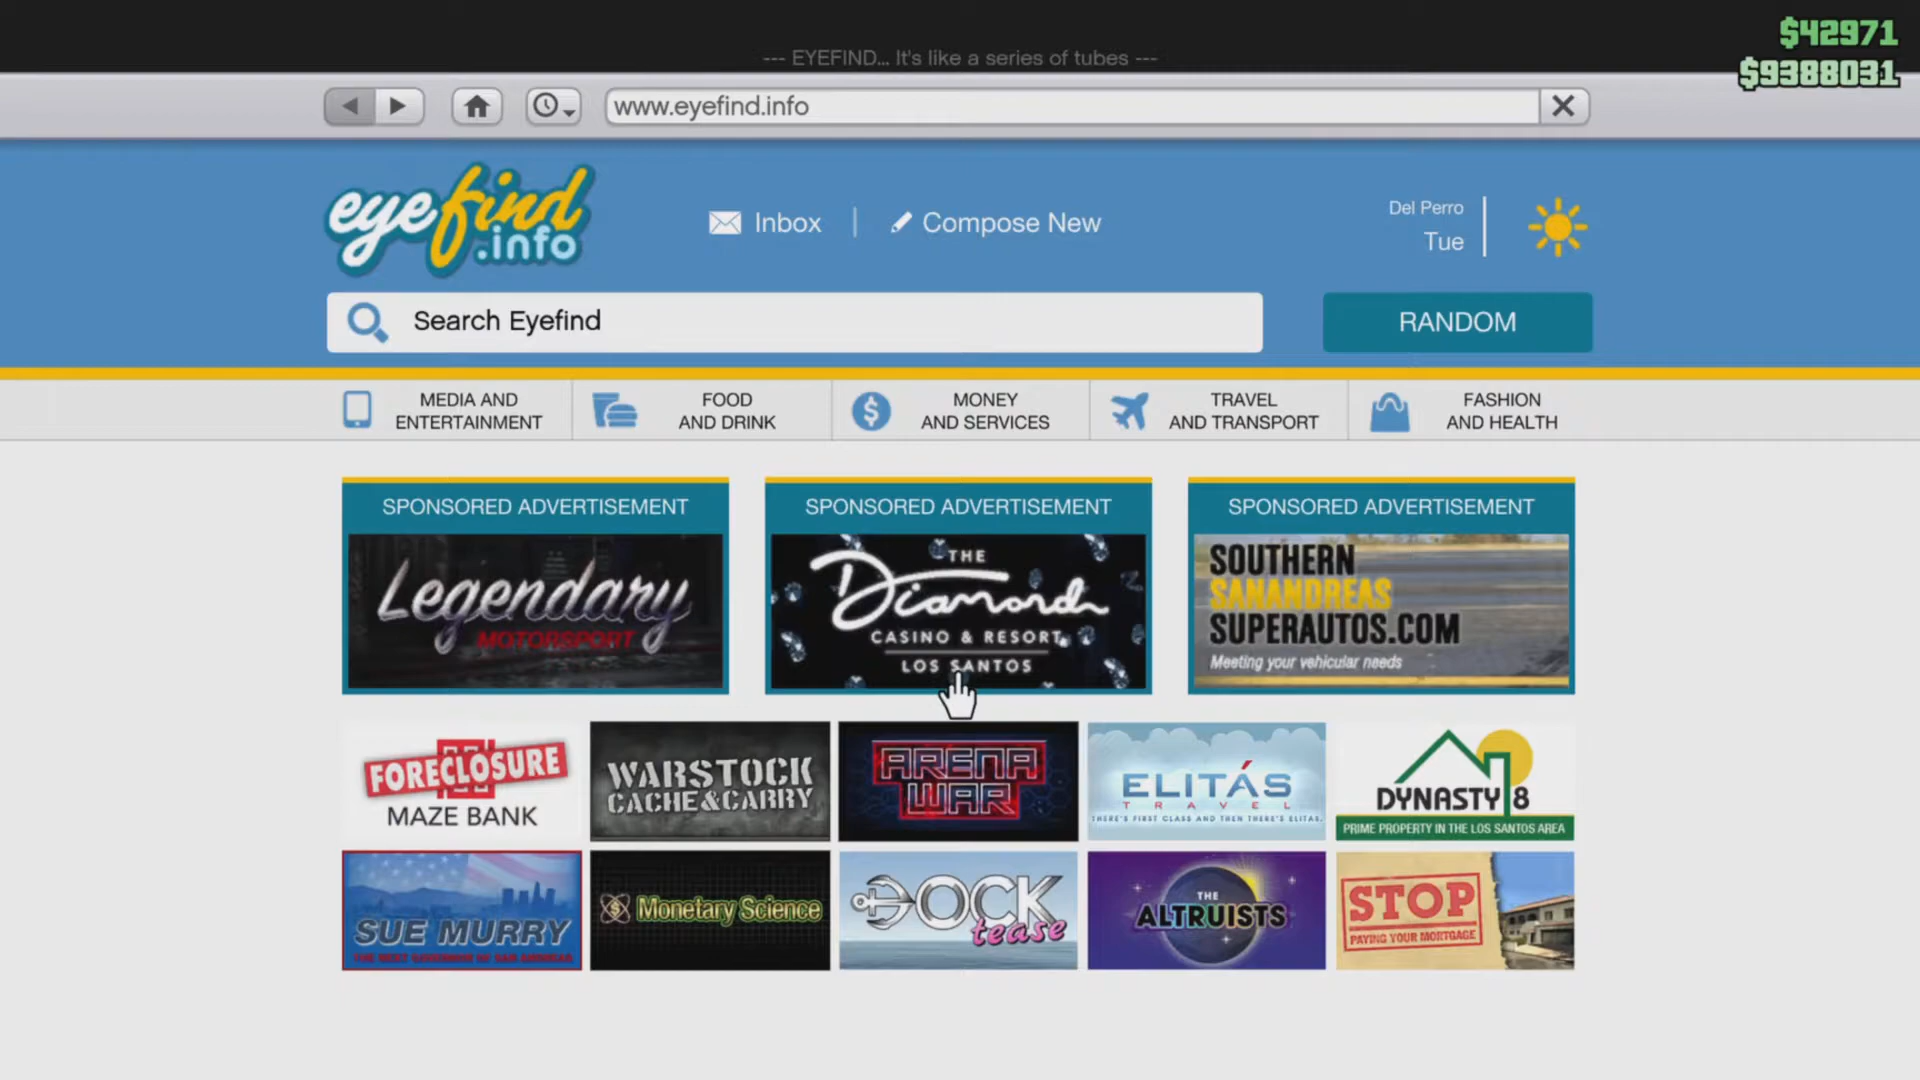 $42971
--- EYEFIND... It's like a series of tubes ---
$9388031
www.eyefind.info
eyefind
.info
Inbox
Compose New
Del Perro
Tue
Search Eyefind
RANDOM
MEDIA AND
ENTERTAINMENT
FOOD
AND DRINK
MONEY
AND SERVICES
TRAVEL
AND TRANSPORT
FASHION
AND HEALTH
SPONSORED ADVERTISEMENT
Legendary
MOTORSPORT
SPONSORED ADVERTISEMENT
THE
Diamond
CASINO & RESORT
LOS SANTOS
SPONSORED ADVERTISEMENT
SOUTHERN
SANANDREAS
SUPERAUTOS.COM
Meeting your vehicular needs
FORECLOSURE
MAZE BANK
WARSTOCK
CACHE&CARRY
ARENA
WAR
ELITÁS
TRAVEL
THERE'S FIRST CLASS AND THEN THERE'S ELITAS.
DYNASTY 8
PRIME PROPERTY IN THE LOS SANTOS AREA
SUE MURRY
Monetary Science
DOCK
tease
THE
ALTRUISTS
STOP
PAYING YOUR MORTGAGE